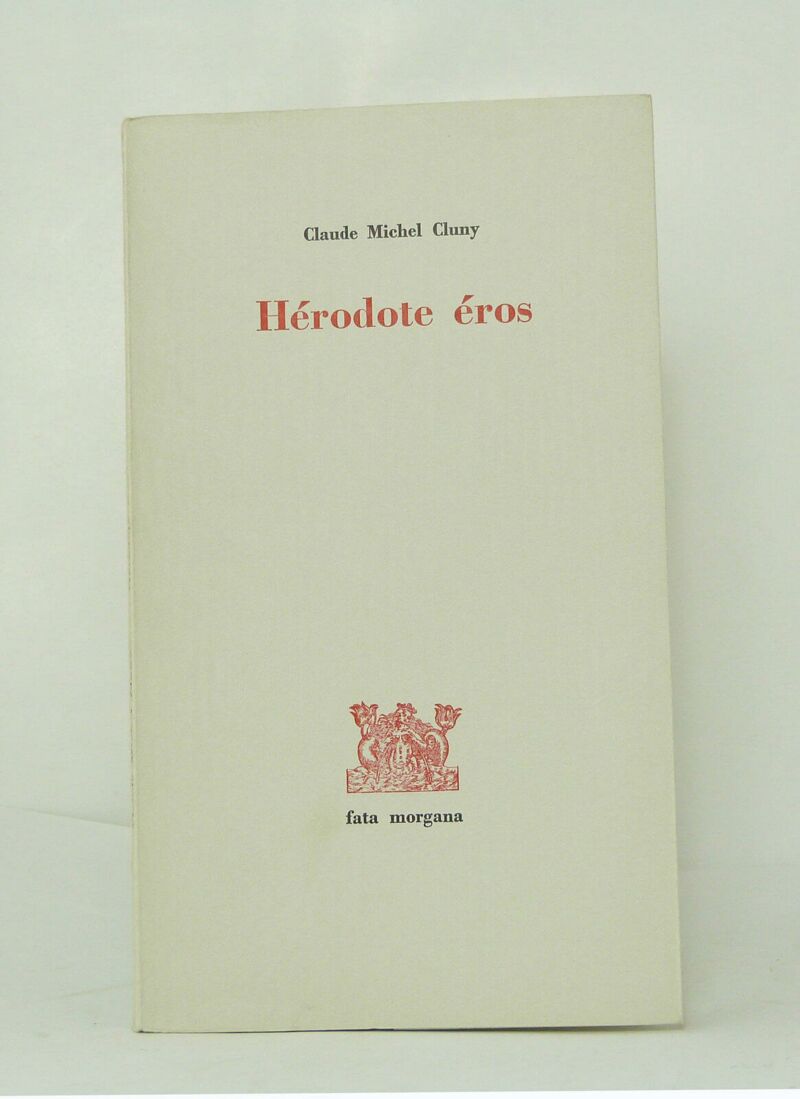 Claude Michel Cluny
Hérodote éros
fata morgana